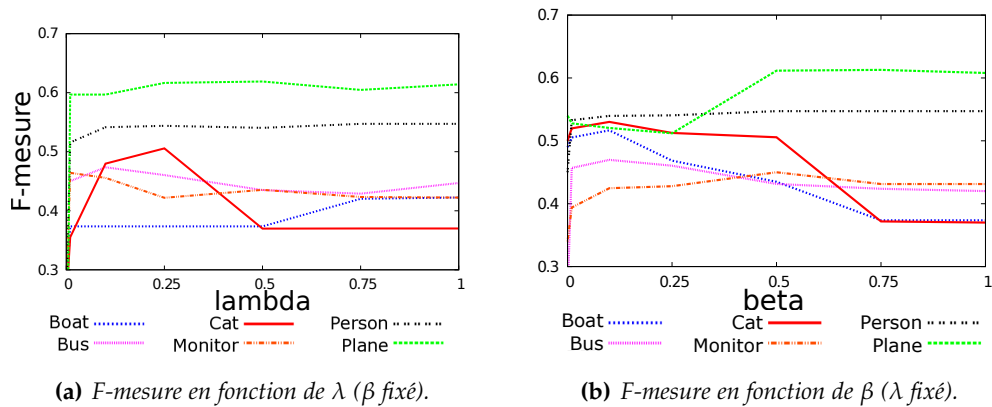 0.7
0.6
0.5
0.4
0.3
F-mesure
0 0.25 0.5 0.75 1
lambda
Boat Cat Person
Bus Monitor Plane
(a) F-mesure en fonction de λ (β fixé).
0.7
0.6
0.5
0.4
0.3
F-mesure
0 0.25 0.5 0.75 1
beta
Boat Cat Person
Bus Monitor Plane
(b) F-mesure en fonction de β (λ fixé).